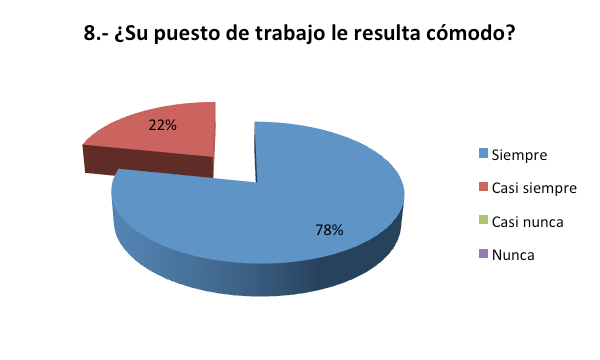 8.- ¿Su puesto de trabajo le resulta cómodo?
22%
78%
Siempre
Casi siempre
Casi nunca
Nunca